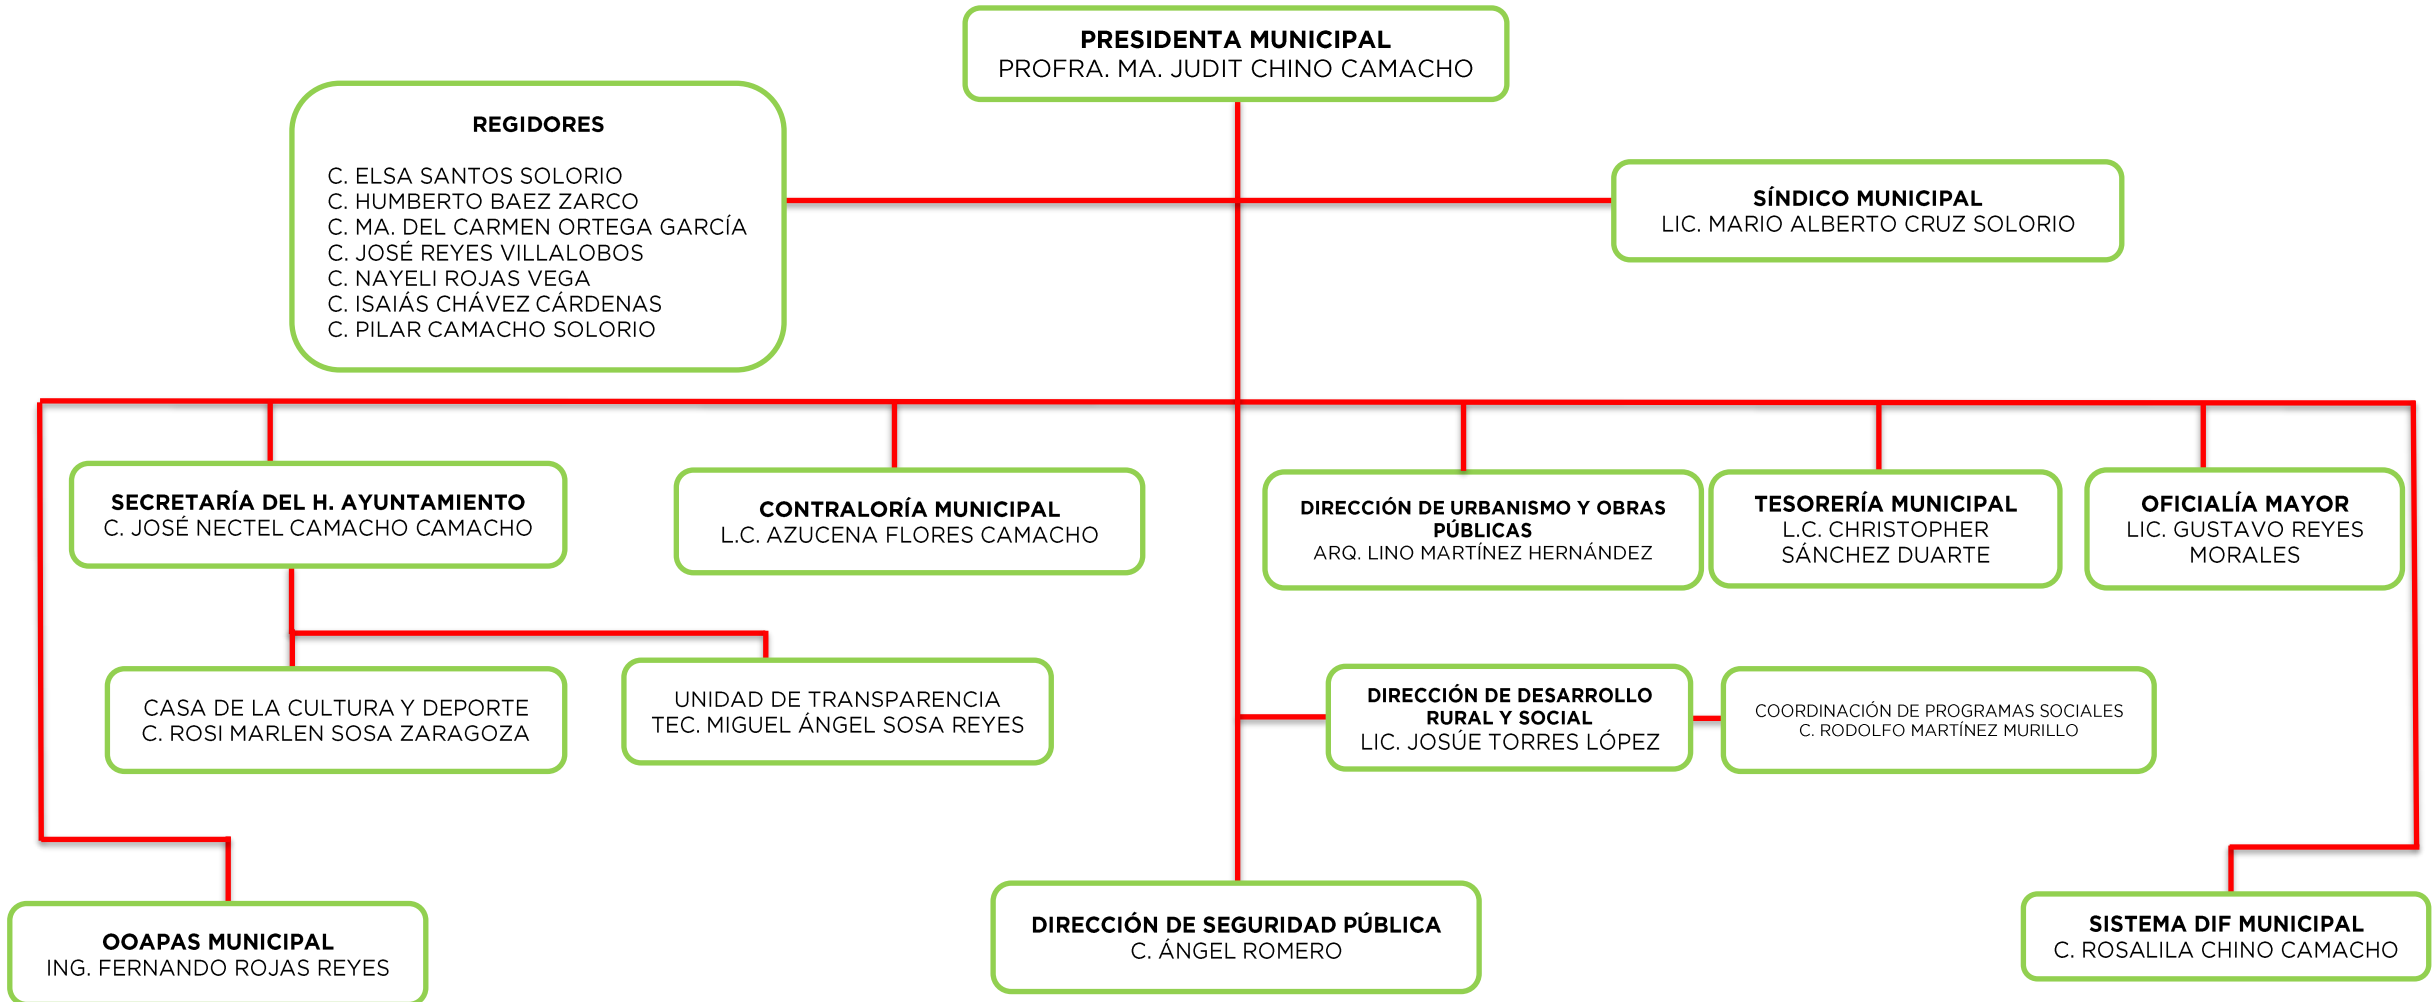 PRESIDENTA MUNICIPAL
PROFRA. MA. JUDIT CHINO CAMACHO
REGIDORES
C. ELSA SANTOS SOLORIO
C. HUMBERTO BAEZ ZARCO
C. MA. DEL CARMEN ORTEGA GARCÍA
C. JOSÉ REYES VILLALOBOS
C. NAYELI ROJAS VEGA
C. ISAIÁS CHÁVEZ CÁRDENAS
C. PILAR CAMACHO SOLORIO
SÍNDICO MUNICIPAL
LIC. MARIO ALBERTO CRUZ SOLORIO
SECRETARÍA DEL H. AYUNTAMIENTO
C. JOSÉ NECTEL CAMACHO CAMACHO
CONTRALORÍA MUNICIPAL
L.C. AZUCENA FLORES CAMACHO
DIRECCIÓN DE URBANISMO Y OBRAS
PÚBLICAS
ARQ. LINO MARTÍNEZ HERNÁNDEZ
TESORERÍA MUNICIPAL
L.C. CHRISTOPHER
SÁNCHEZ DUARTE
OFICIALÍA MAYOR
LIC. GUSTAVO REYES
MORALES
CASA DE LA CULTURA Y DEPORTE
C. ROSI MARLEN SOSA ZARAGOZA
UNIDAD DE TRANSPARENCIA
TEC. MIGUEL ÁNGEL SOSA REYES
DIRECCIÓN DE DESARROLLO
RURAL Y SOCIAL
LIC. JOSÚE TORRES LÓPEZ
COORDINACIÓN DE PROGRAMAS SOCIALES
C. RODOLFO MARTÍNEZ MURILLO
OOAPAS MUNICIPAL
ING. FERNANDO ROJAS REYES
DIRECCIÓN DE SEGURIDAD PÚBLICA
C. ÁNGEL ROMERO
SISTEMA DIF MUNICIPAL
C. ROSALILA CHINO CAMACHO